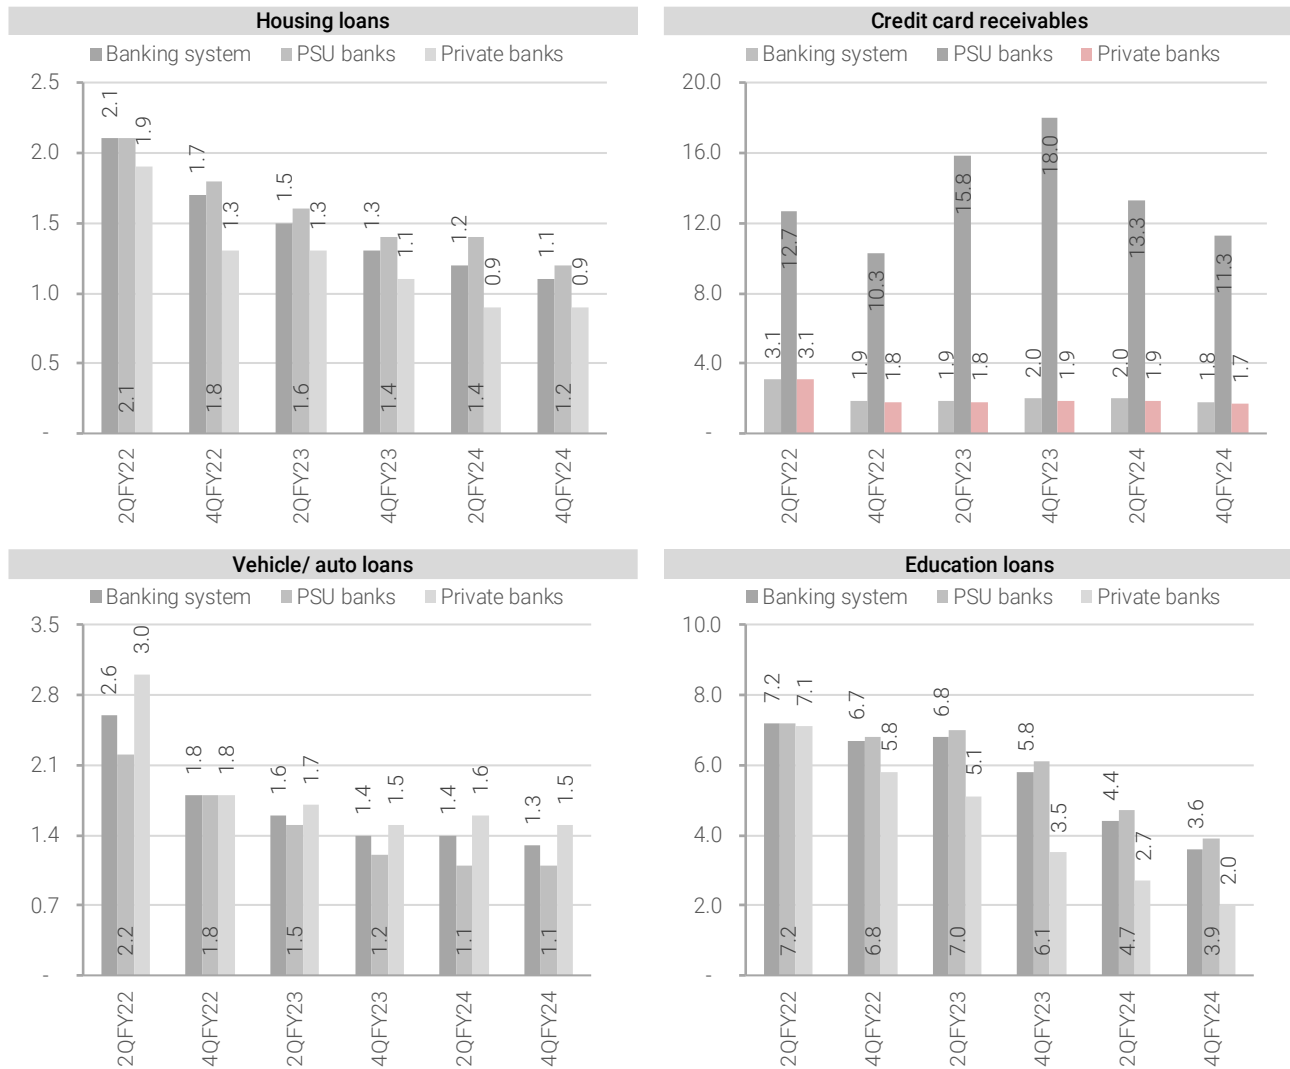 Housing loans
Banking system PSU banks Private banks
2.5
2.0
1.5
1.0
0.5
-
2.1 1.9 1.7 1.3 1.5 1.3 1.3 1.1 1.2 0.9 1.1 0.9
2.1 1.8 1.6 1.4 1.4 1.2
2QFY22 4QFY22 2QFY23 4QFY23 2QFY24 4QFY24
Credit card receivables
Banking system PSU banks Private banks
20.0
16.0
12.0
8.0
4.0
-
12.7 10.3 15.8 18.0 13.3 11.3
3.1 3.1 1.9 1.8 1.9 1.8 2.0 1.9 2.0 1.9 1.8 1.7
2QFY22 4QFY22 2QFY23 4QFY23 2QFY24 4QFY24
Vehicle/ auto loans
Banking system PSU banks Private banks
3.5
2.8
2.1
1.4
0.7
-
2.6 3.0 1.8 1.8 1.6 1.7 1.4 1.5 1.4 1.6 1.3 1.5
2.2 1.8 1.5 1.2 1.1 1.1
2QFY22 4QFY22 2QFY23 4QFY23 2QFY24 4QFY24
Education loans
Banking system PSU banks Private banks
10.0
8.0
6.0
4.0
2.0
-
7.2 7.1 6.7 5.8 6.8 5.1 5.8 3.5 4.4 2.7 3.6 2.0
7.2 6.8 7.0 6.1 4.7 3.9
2QFY22 4QFY22 2QFY23 4QFY23 2QFY24 4QFY24